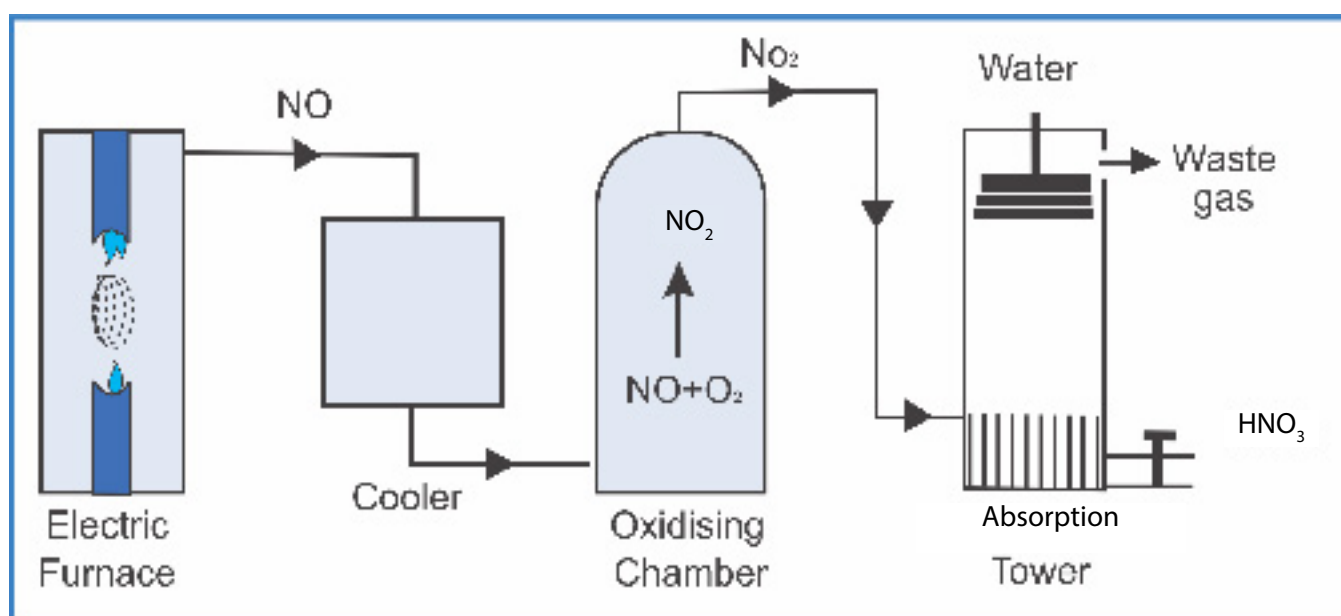 NO
No₂
Water
Waste
gas
NO₂
NO+O₂
HNO₃
Cooler
Electric
Furnace
Oxidising
Chamber
Absorption
Tower